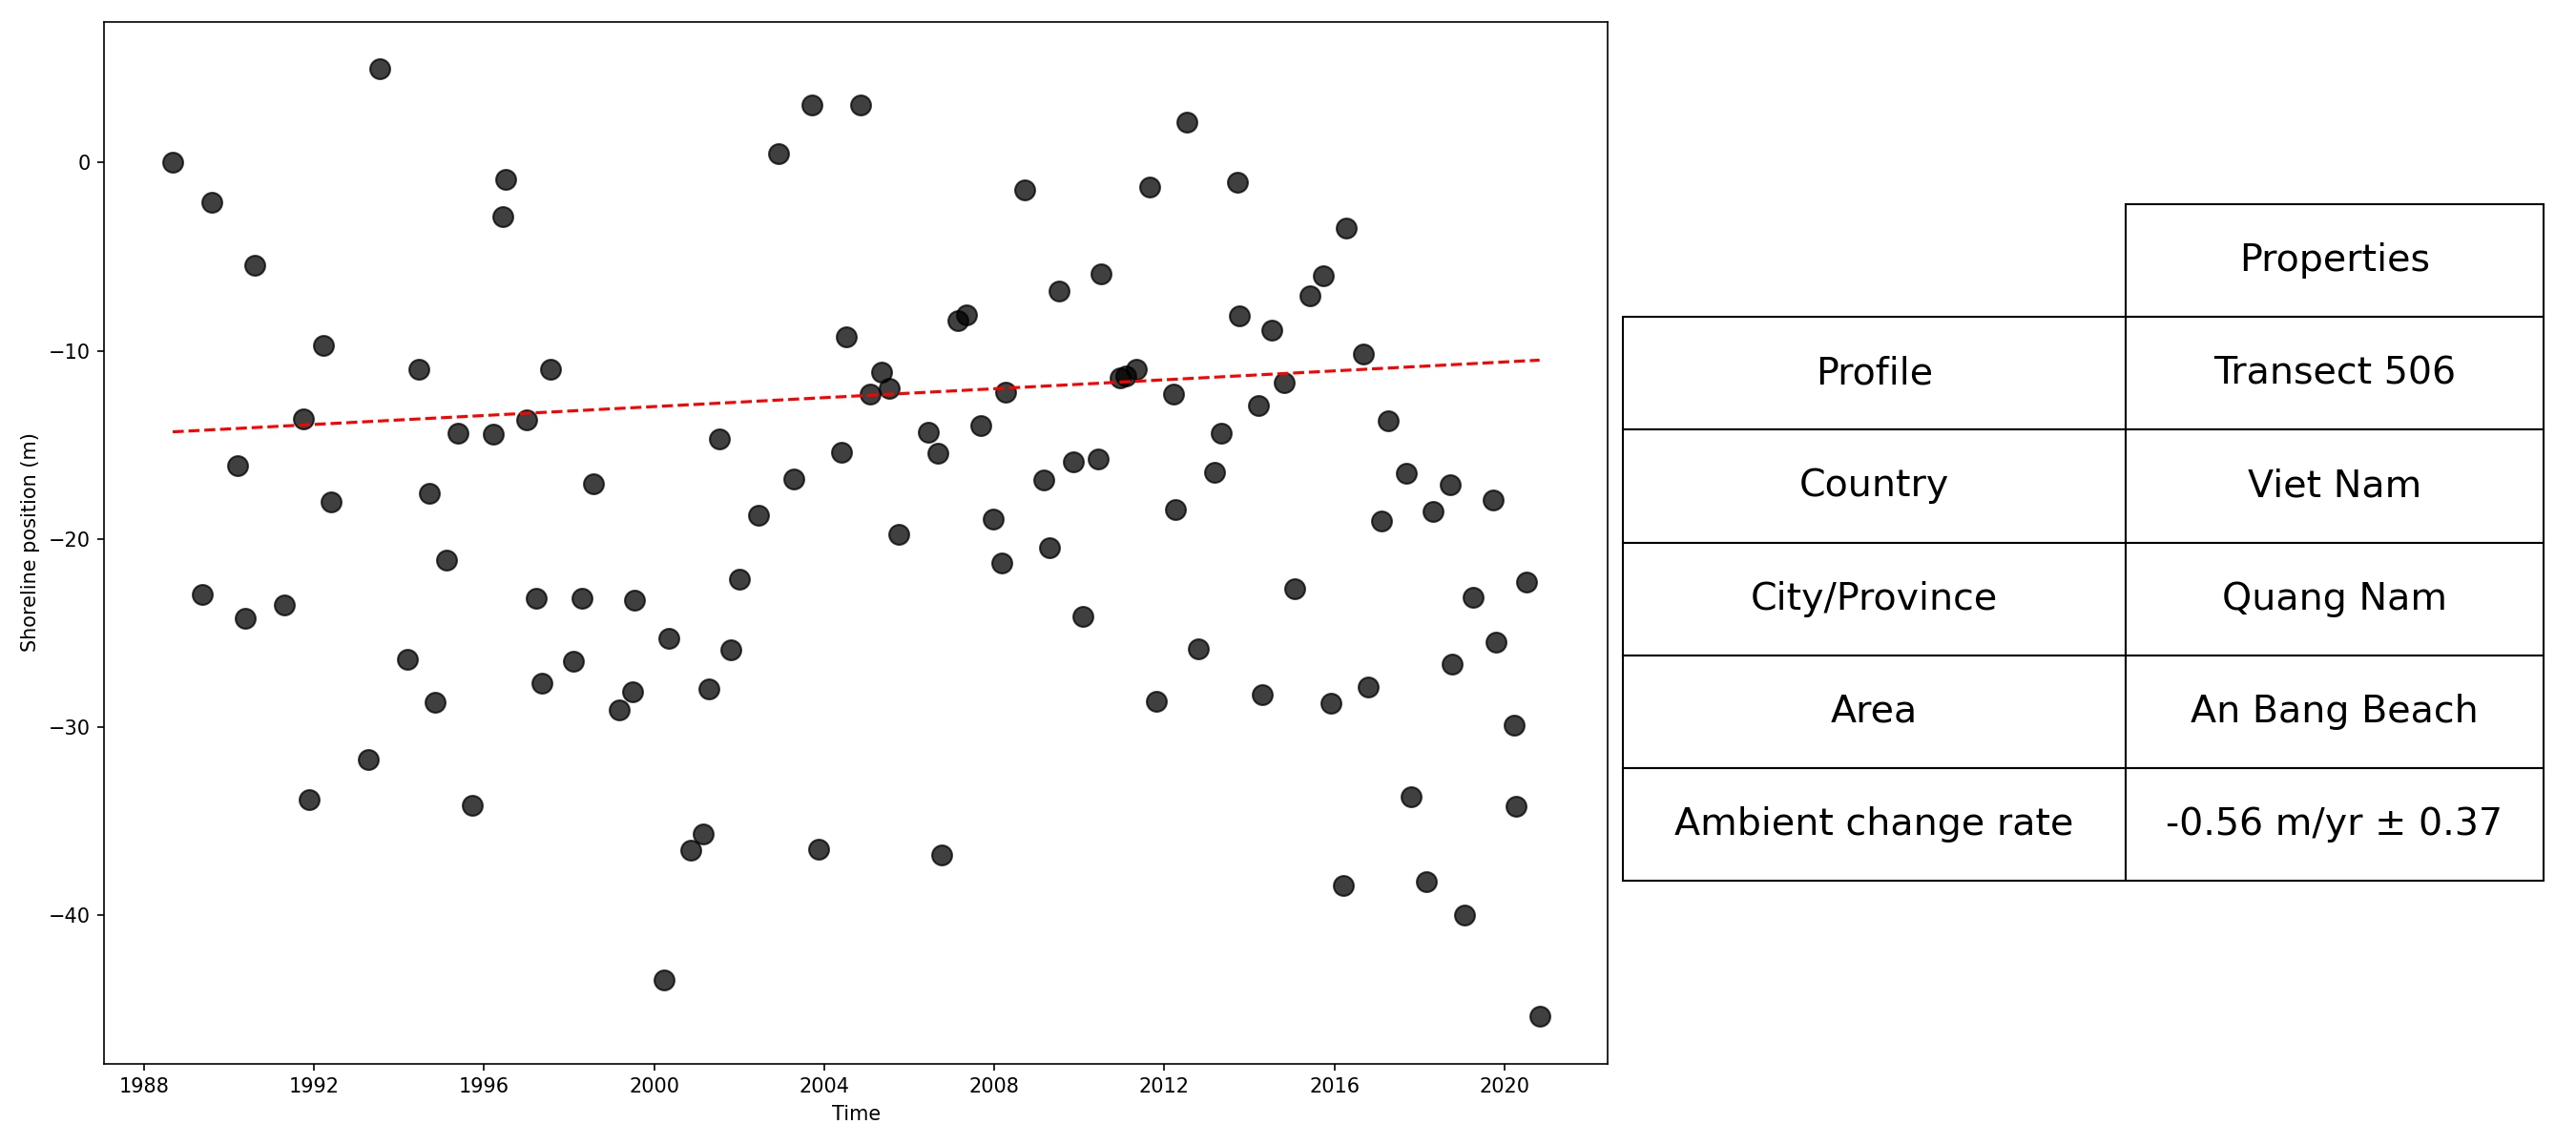 0
−10
−20
−30
−40
Shoreline position (m)
1988 1992 1996 2000 2004 2008 2012 2016 2020
Time
Properties
Profile Transect 506
Country Viet Nam
City/Province Quang Nam
Area An Bang Beach
Ambient change rate -0.56 m/yr ± 0.37